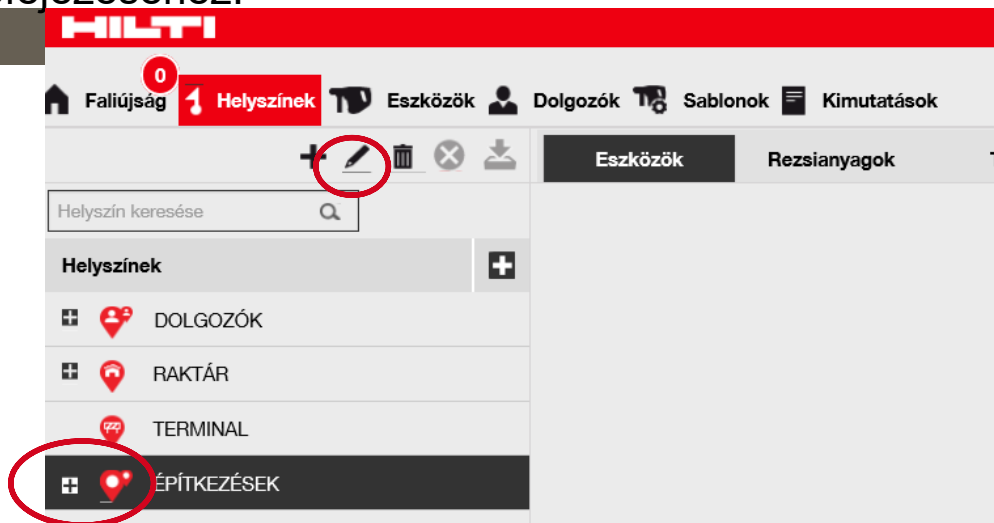 HILTI
0
Faliújság Helyszínek Eszközök Dolgozók Sablonok Kimutatások
Eszközök Rezsianyagok
Helyszín keresése
Helyszínek
DOLGOZÓK
RAKTÁR
TERMINAL
ÉPÍTKEZÉSEK